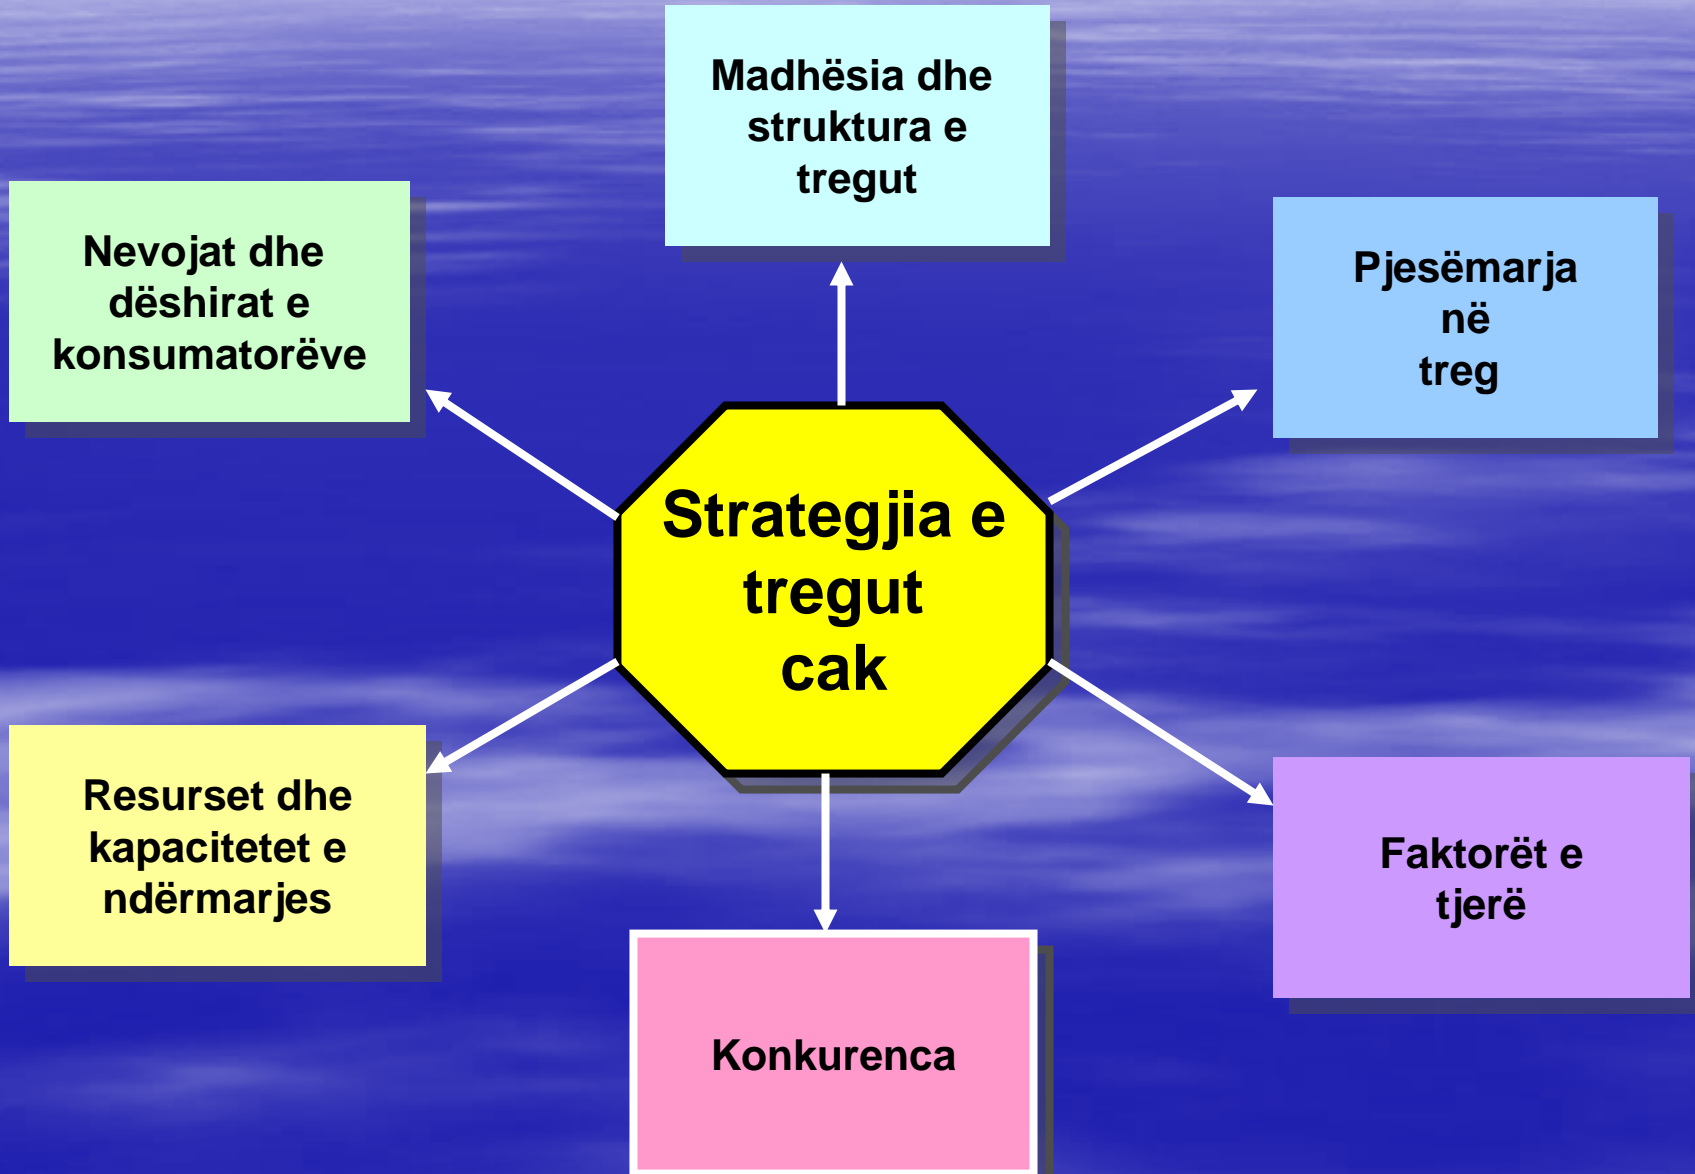 Madhësia dhe
struktura e
tregut
Nevojat dhe
dëshirat e
konsumatorëve
Pjesëmarja
në
treg
Strategjia e
tregut
cak
Resurset dhe
kapacitetet e
ndërmarjes
Faktorët e
tjerë
Konkurenca